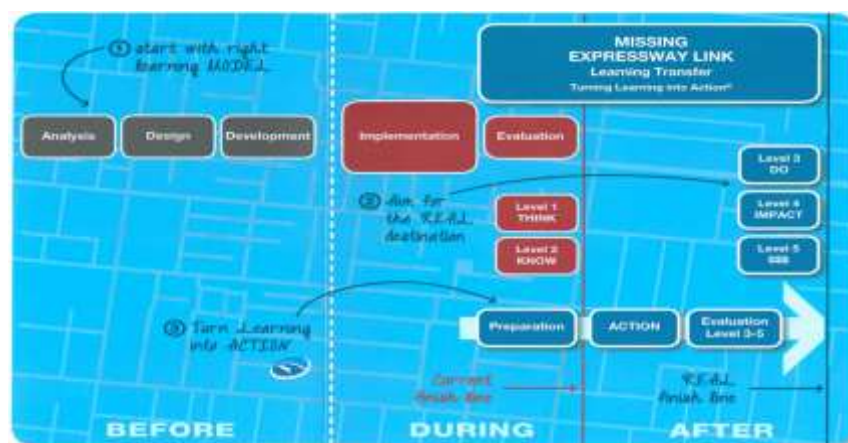 ① start with right
learning MODEL
MISSING
EXPRESSWAY LINK
Learning Transfer
Turning Learning into Action®
Analysis
Design
Development
Implementation
Evaluation
Level 3
DO
② Aim for
the R.E.A.L
destination
Level 1
THINK
Level 4
IMPACT
Level 2
KNOW
Level 5
$$$
③ Turn Learning
into ACTION
Preparation
ACTION
Evaluation
Level 3-5
Current
finish line
R.E.A.L
finish line
BEFORE
DURING
AFTER